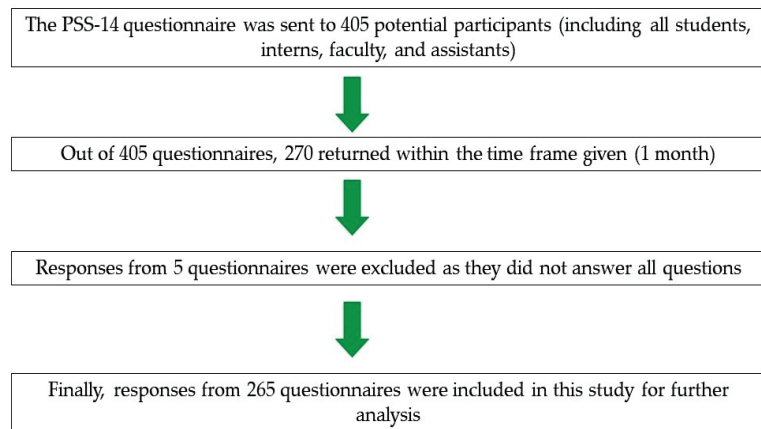 The PSS-14 questionnaire was sent to 405 potential participants (including all students,
interns, faculty, and assistants)
Out of 405 questionnaires, 270 returned within the time frame given (1 month)
Responses from 5 questionnaires were excluded as they did not answer all questions
Finally, responses from 265 questionnaires were included in this study for further
analysis